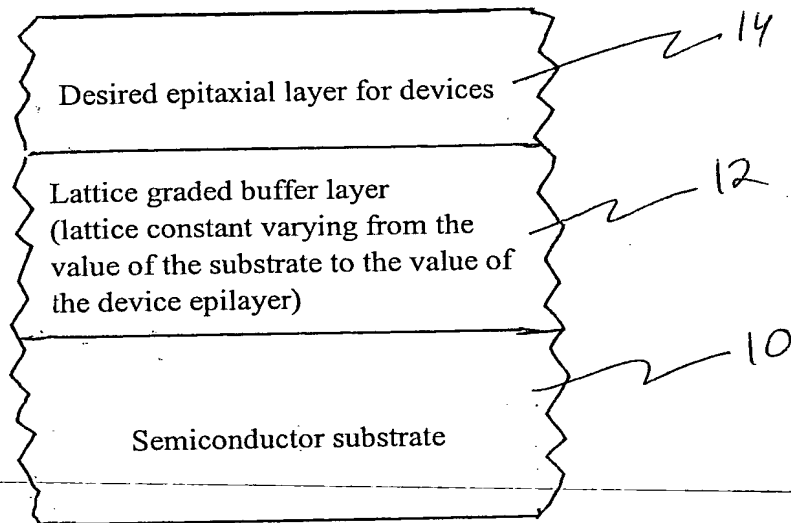 14
Desired epitaxial layer for devices
12
Lattice graded buffer layer
(lattice constant varying from the
value of the substrate to the value of
the device epilayer)
10
Semiconductor substrate